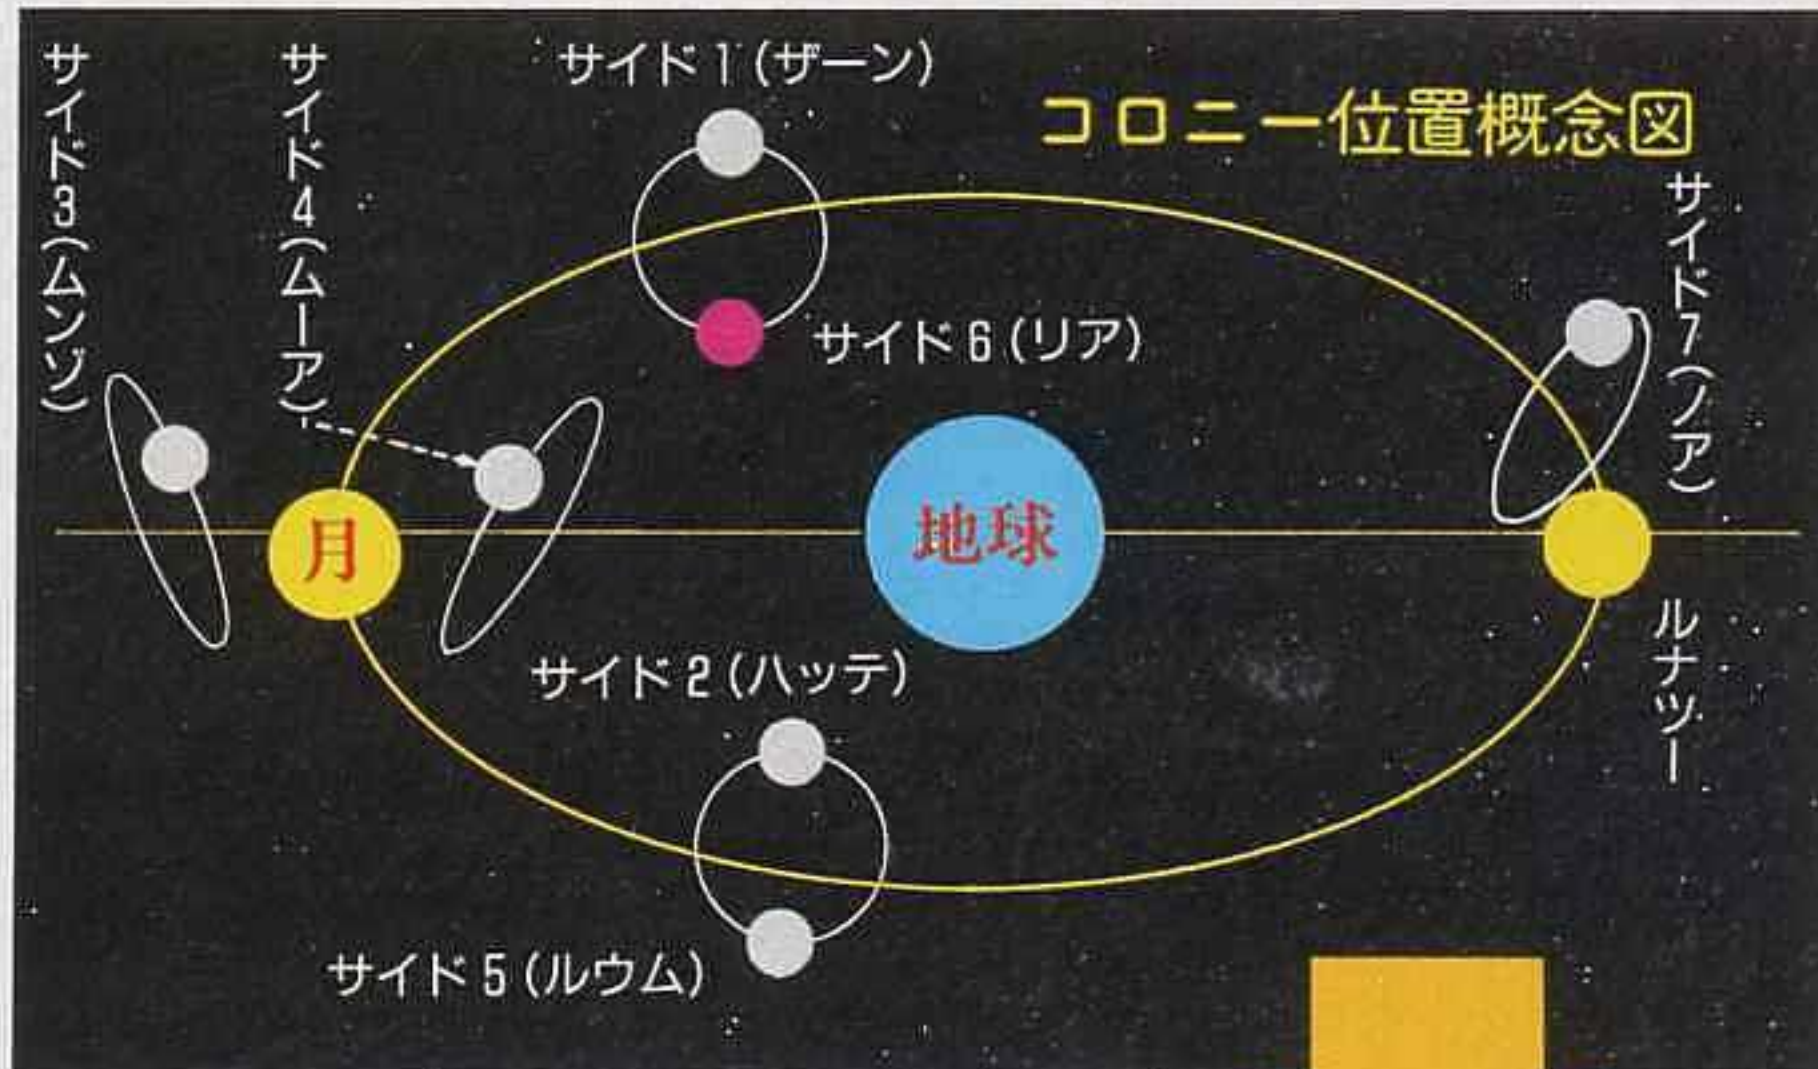 コロニー位置概念図
サイド1(ザーン)
サイド3(ムンゾ)
サイド4(ムーア)
サイド6(リア)
サイド7(ノア)
月
地球
ルナツー
サイド2(ハッテ)
サイド5(ルウム)